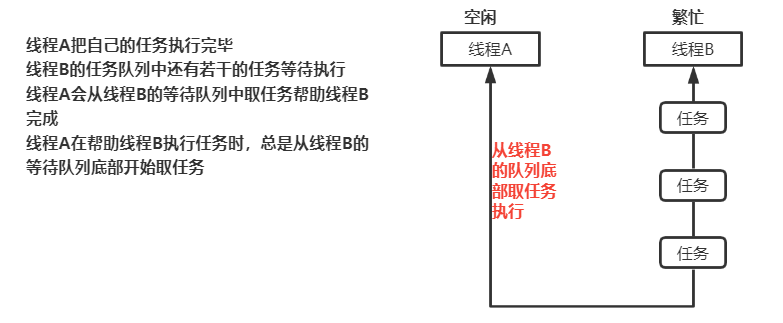 线程A把自己的任务执行完毕
线程B的任务队列中还有若干的任务等待执行
线程A会从线程B的等待队列中取任务帮助线程B
完成
线程A在帮助线程B执行任务时，总是从线程B的
等待队列底部开始取任务
空闲
繁忙
线程A
线程B
任务
从线程B
的队列底
部取任务
执行
任务
任务